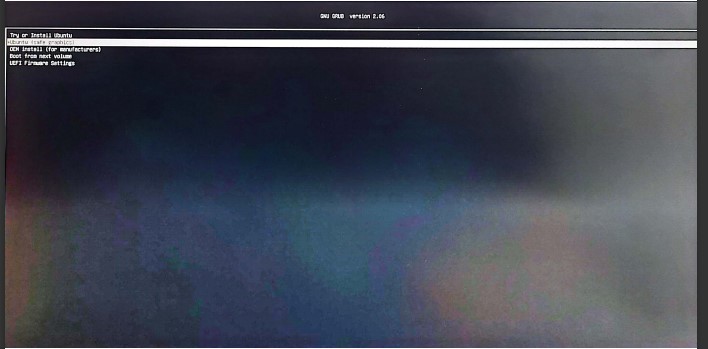 GNU GRUB version 2.06
Try or Install Ubuntu
Ubuntu (safe graphics)
OEM install (for manufacturers)
Boot from next volume
UEFI Firmware Settings